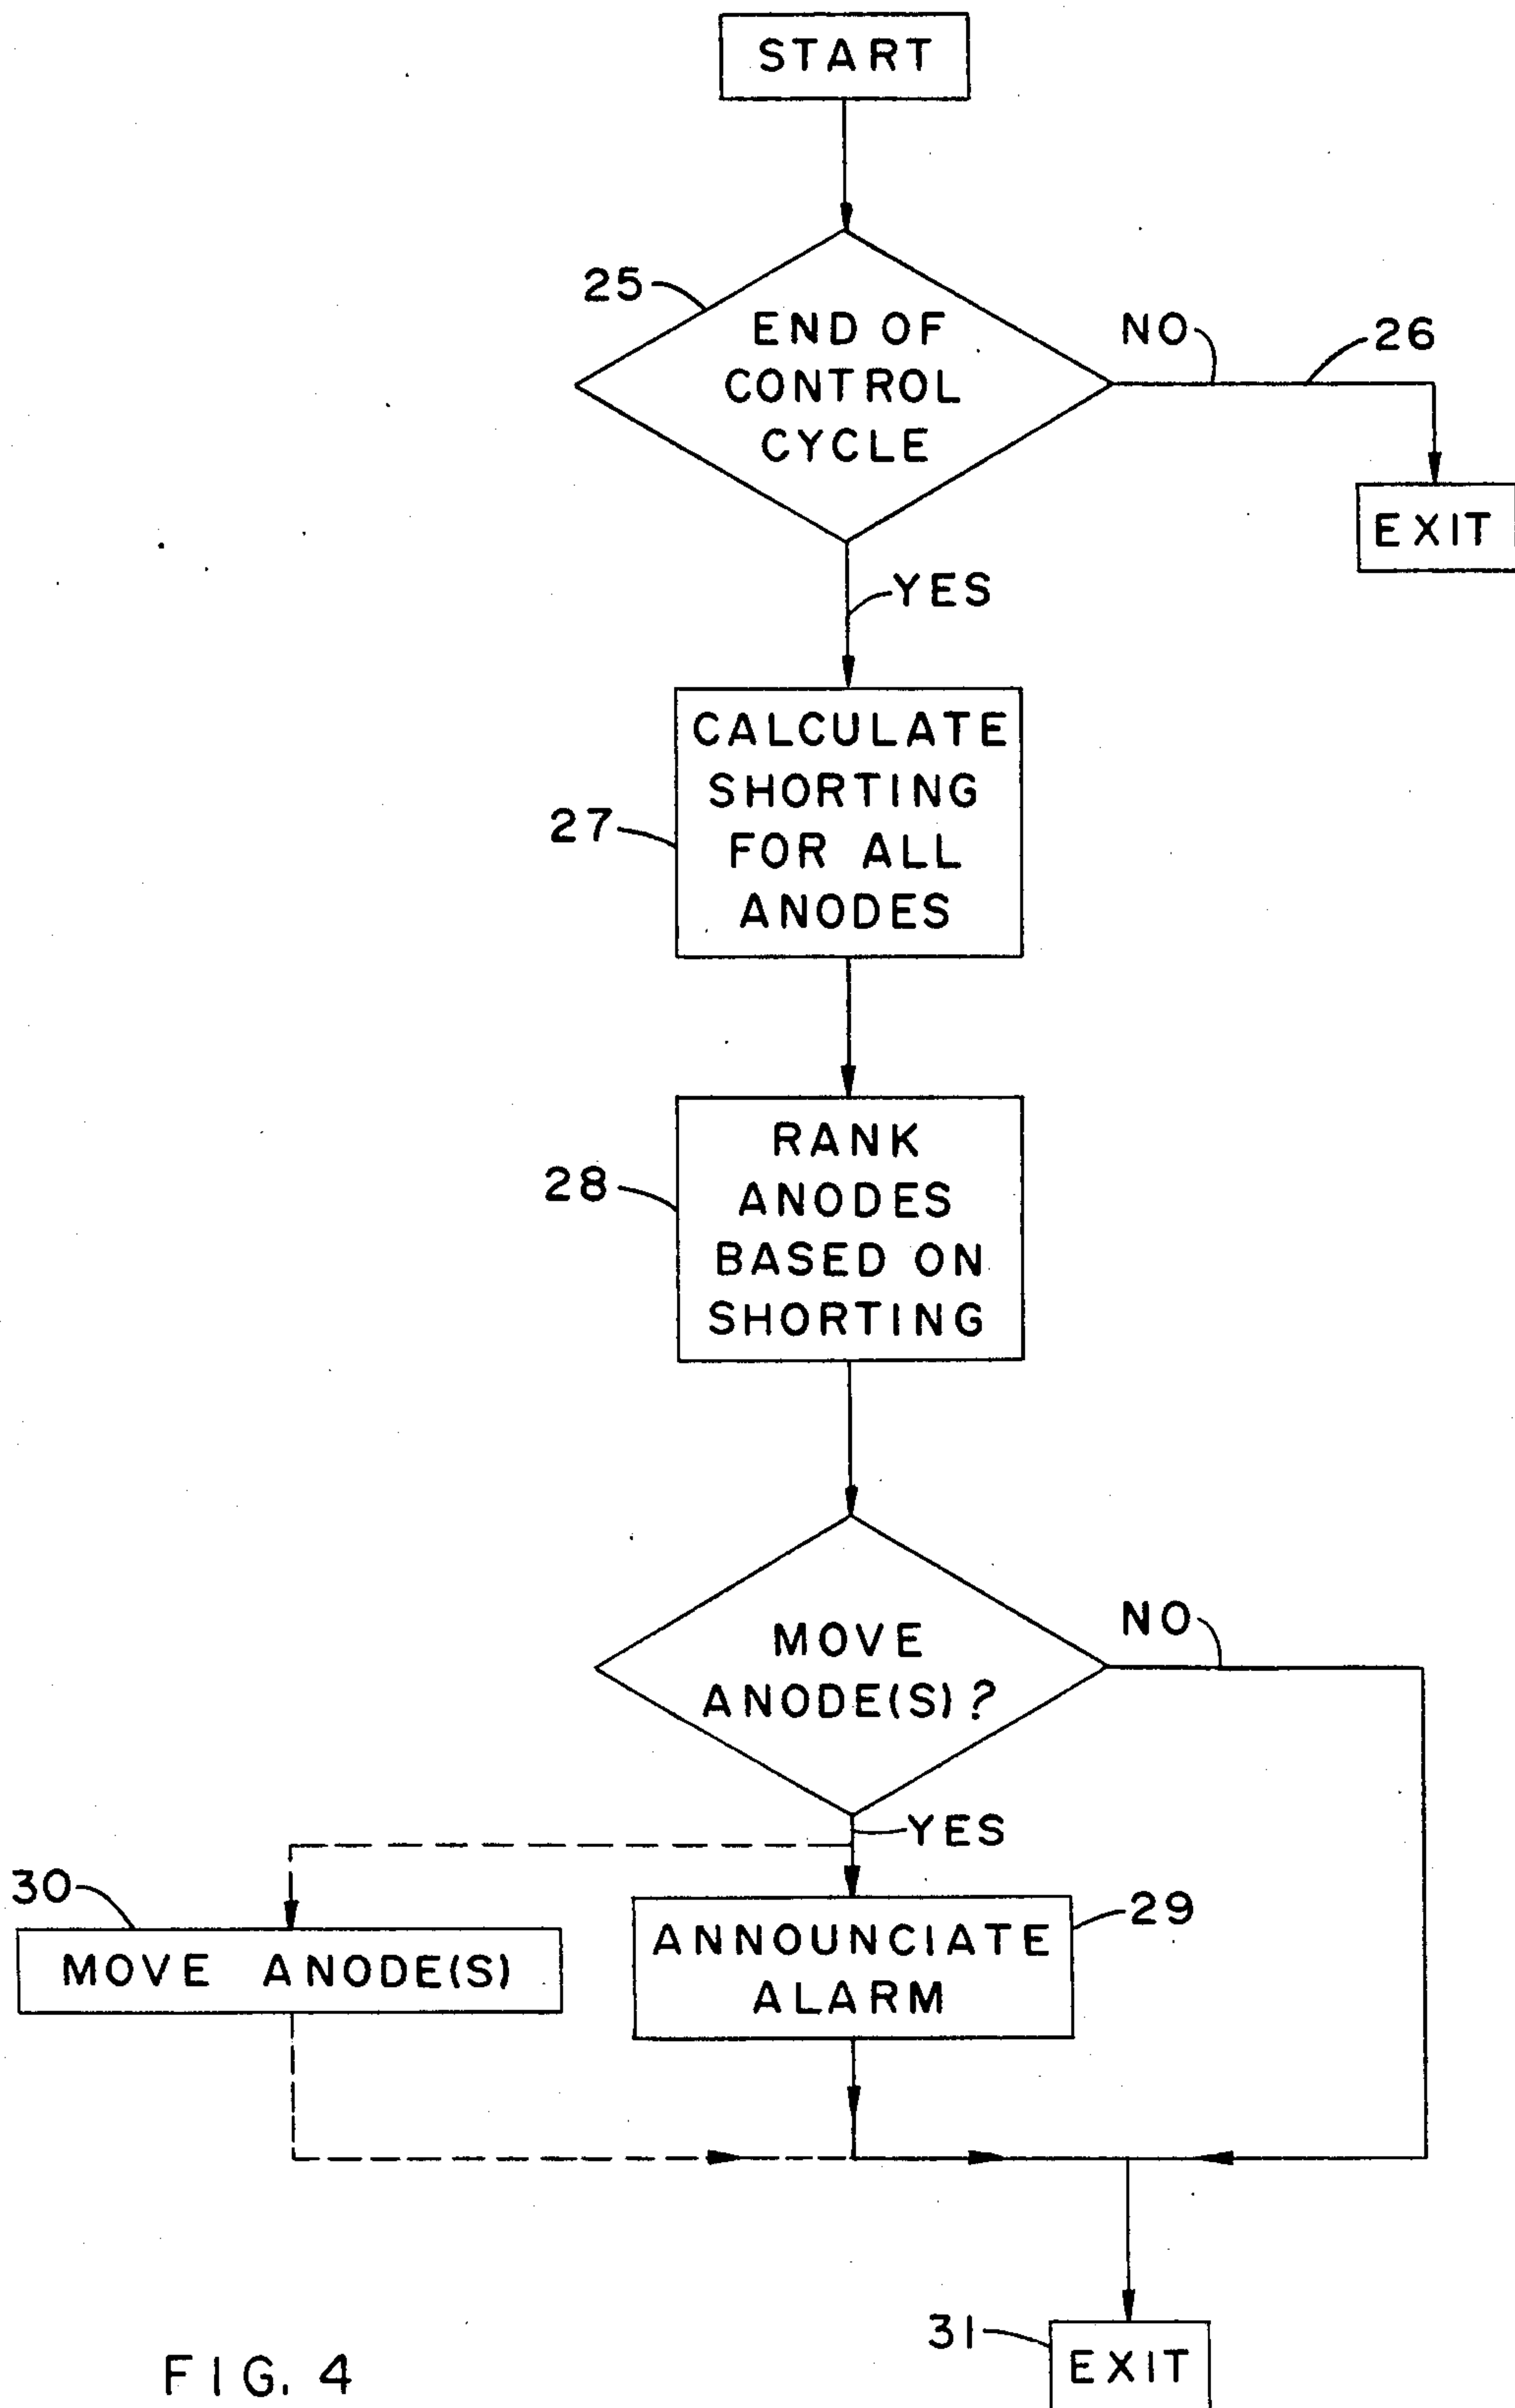 START
25
END OF
CONTROL
CYCLE
NO
26
EXIT
YES
27
CALCULATE
SHORTING
FOR ALL
ANODES
28
RANK
ANODES
BASED ON
SHORTING
MOVE
ANODE(S)?
NO
YES
30
MOVE ANODE(S)
29
ANNOUNCIATE
ALARM
31
EXIT
FIG. 4